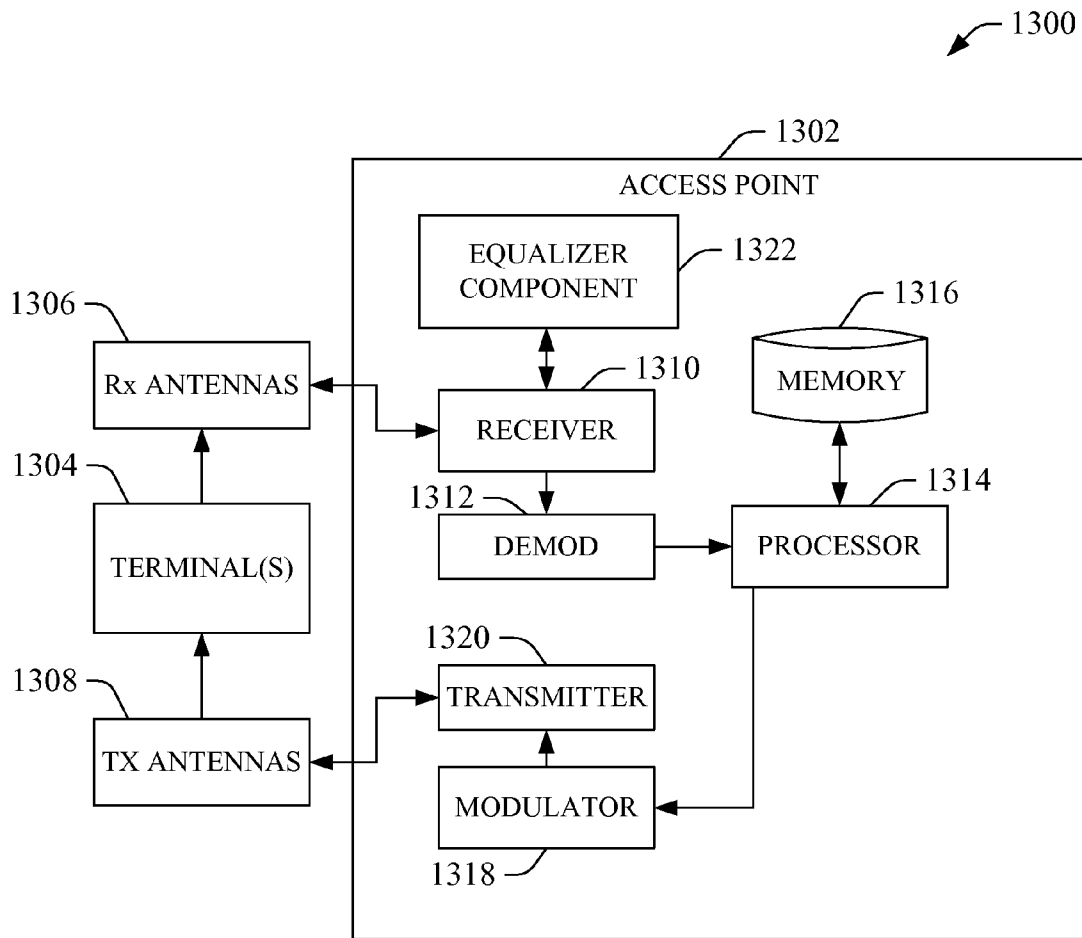 1300
1302
ACCESS POINT
EQUALIZER
COMPONENT
1322
1306
1316
Rx ANTENNAS
1310
MEMORY
RECEIVER
1304
1312
1314
TERMINAL(S)
DEMOD
PROCESSOR
1320
1308
TRANSMITTER
TX ANTENNAS
MODULATOR
1318